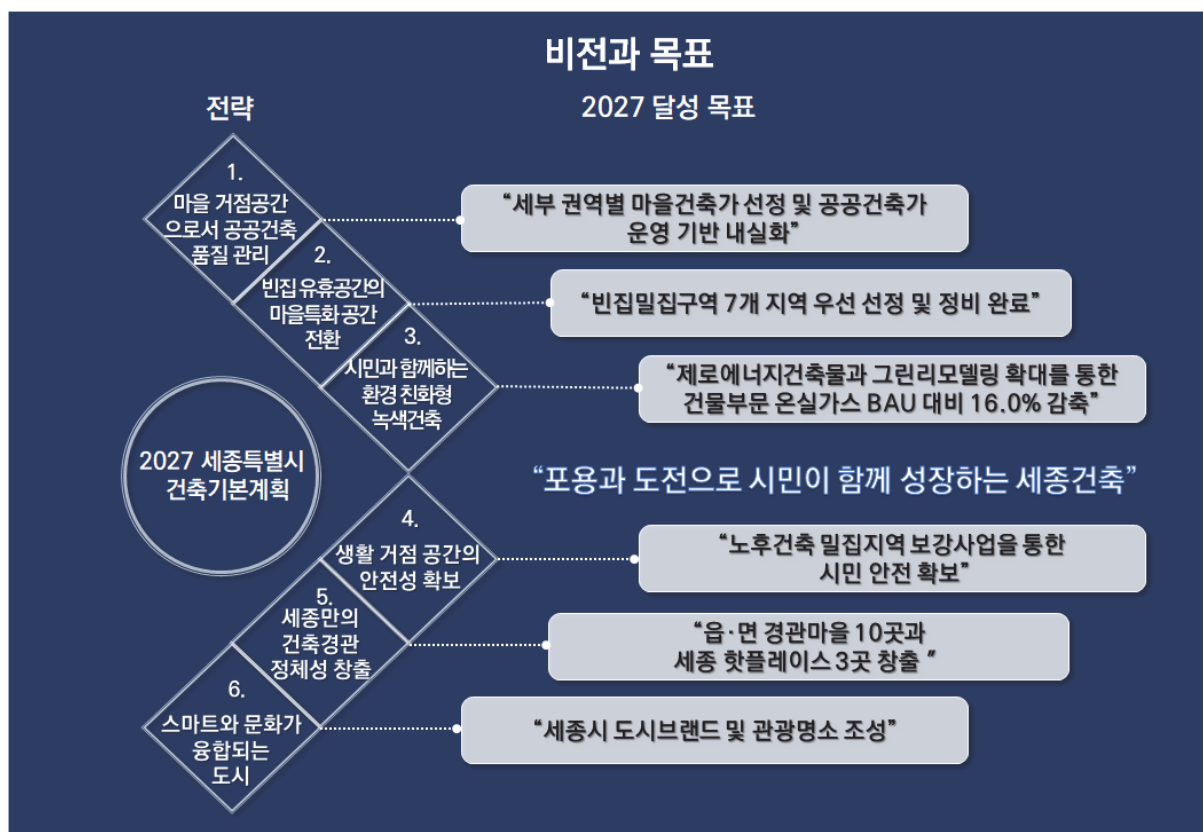 비전과 목표
전략
2027 달성 목표
1.
마을 거점공간
으로서 공공건축
품질 관리
“세부 권역별 마을건축가 선정 및 공공건축가
운영 기반 내실화”
2.
빈집 유휴공간의
마을특화 공간
전환
“빈집밀집구역 7개 지역 우선 선정 및 정비 완료”
3.
시민과 함께하는
환경 친화형
녹색건축
“제로에너지건축물과 그린리모델링 확대를 통한
건물부문 온실가스 BAU 대비 16.0% 감축”
2027 세종특별시
건축기본계획
“포용과 도전으로 시민이 함께 성장하는 세종건축”
4.
생활 거점 공간의
안전성 확보
“노후건축 밀집지역 보강사업을 통한
시민 안전 확보”
5.
세종만의
건축경관
정체성 창출
“읍·면 경관마을 10곳과
세종 핫플레이스 3곳 창출 ”
6.
스마트와 문화가
융합되는
도시
“세종시 도시브랜드 및 관광명소 조성”